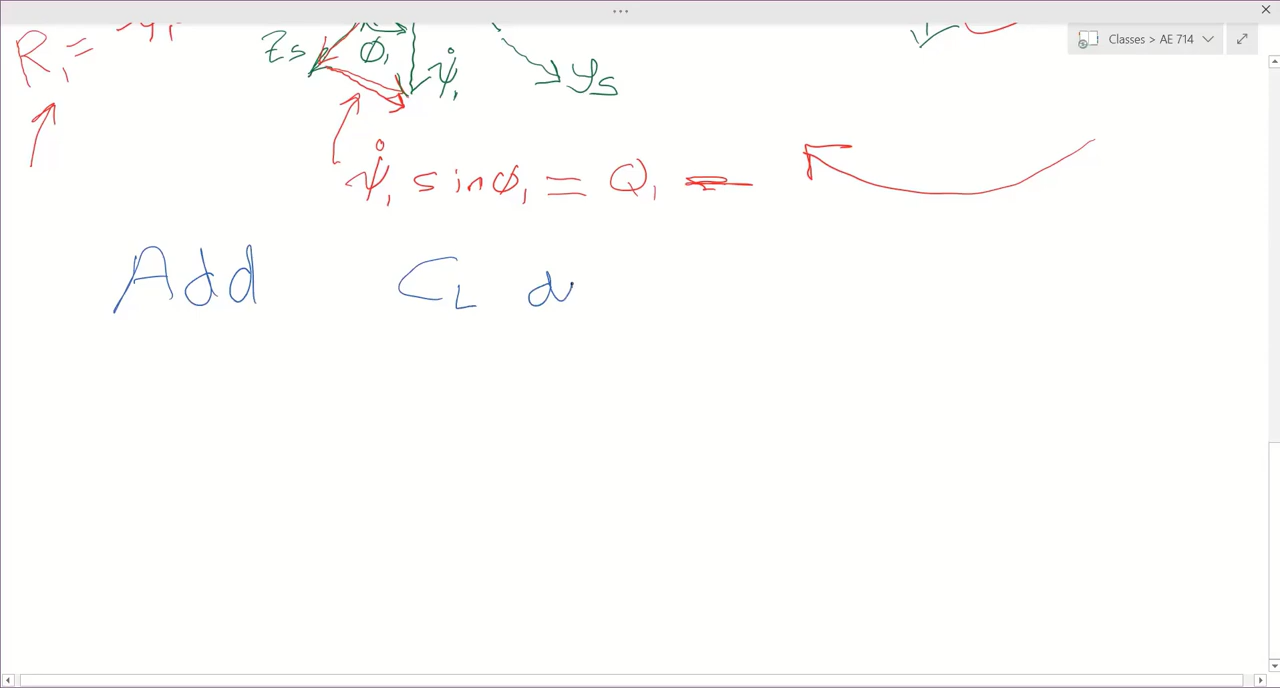 Classes > AE 714
R₁ =
Zs ϕ₁ ψ̇₁ ys
ψ̇₁ sinϕ₁ = Q₁ =
Add C_L